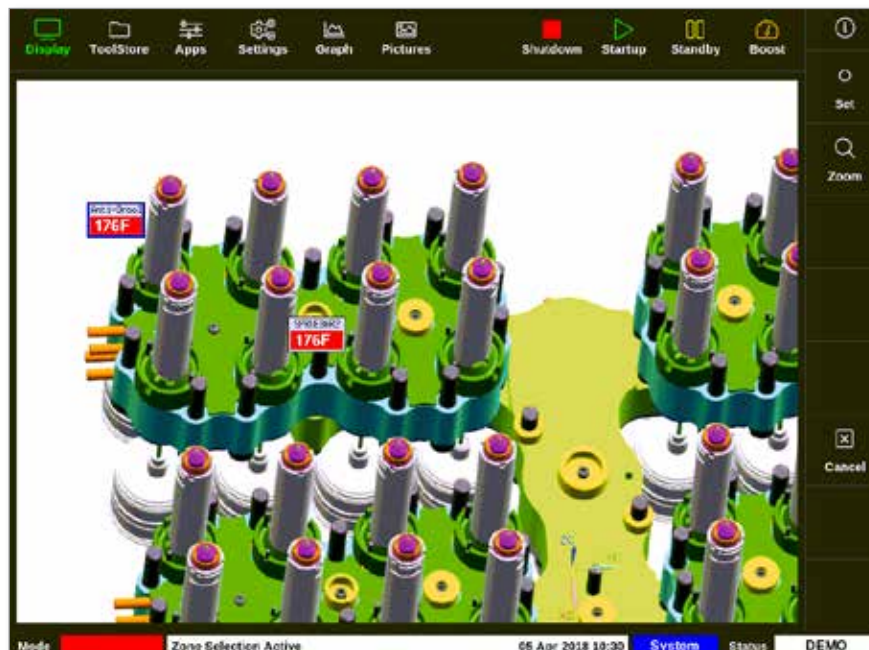 Display ToolStore Apps Settings Graph Pictures Shutdown Startup Standby Boost
Set
Zoom
176F
176F
Cancel
Mode Zone Selection Active 05 Apr 2018 10:30 System Status DEMO